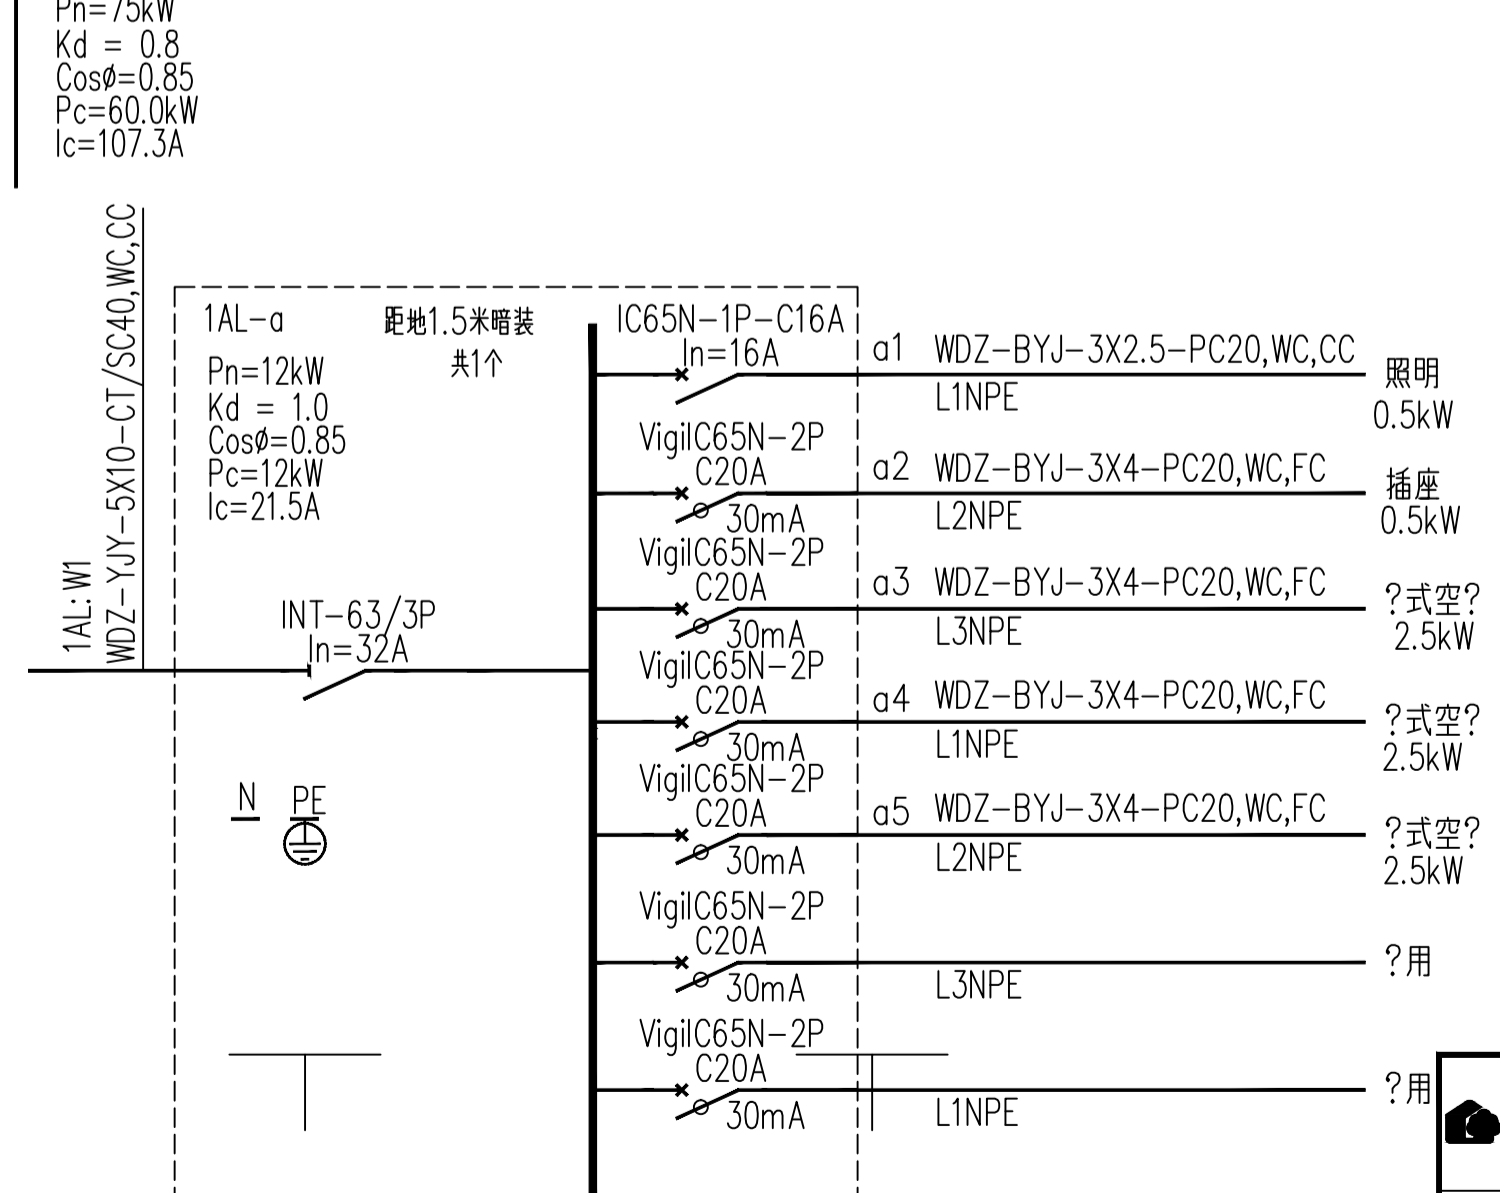 Pn=75kW
Kd = 0.8
CosØ=0.85
Pc=60.0kW
Ic=107.3A
1AL:W1
WDZ-YJY-5X10-CT/SC40,WC,CC
1AL-a
距地1.5米暗装
共1个
Pn=12kW
Kd = 1.0
CosØ=0.85
Pc=12kW
Ic=21.5A
INT-63/3P
In=32A
N PE
IC65N-1P-C16A
In=16A
a1 WDZ-BYJ-3X2.5-PC20,WC,CC
L1NPE
照明
0.5kW
VigiIC65N-2P
C20A
30mA
a2 WDZ-BYJ-3X4-PC20,WC,FC
L2NPE
插座
0.5kW
VigiIC65N-2P
C20A
30mA
a3 WDZ-BYJ-3X4-PC20,WC,FC
L3NPE
?式空?
2.5kW
VigiIC65N-2P
C20A
30mA
a4 WDZ-BYJ-3X4-PC20,WC,FC
L1NPE
?式空?
2.5kW
VigiIC65N-2P
C20A
30mA
a5 WDZ-BYJ-3X4-PC20,WC,FC
L2NPE
?式空?
2.5kW
VigiIC65N-2P
C20A
30mA
L3NPE
?用
VigiIC65N-2P
C20A
30mA
L1NPE
?用